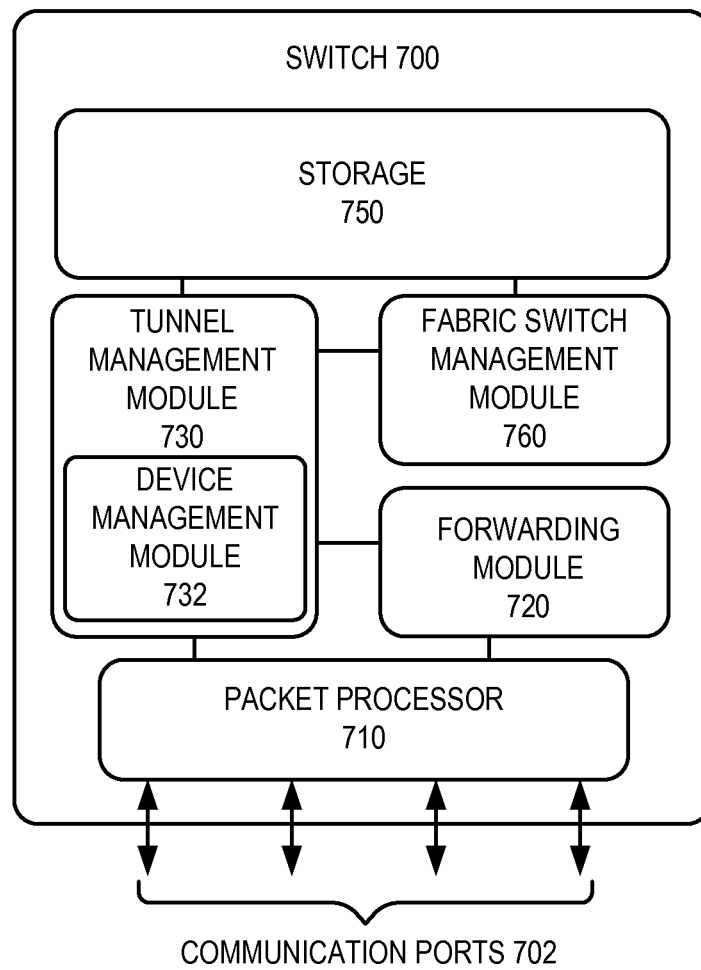 SWITCH 700
STORAGE
750
TUNNEL
MANAGEMENT
MODULE
730
DEVICE
MANAGEMENT
MODULE
732
FABRIC SWITCH
MANAGEMENT
MODULE
760
FORWARDING
MODULE
720
PACKET PROCESSOR
710
COMMUNICATION PORTS 702